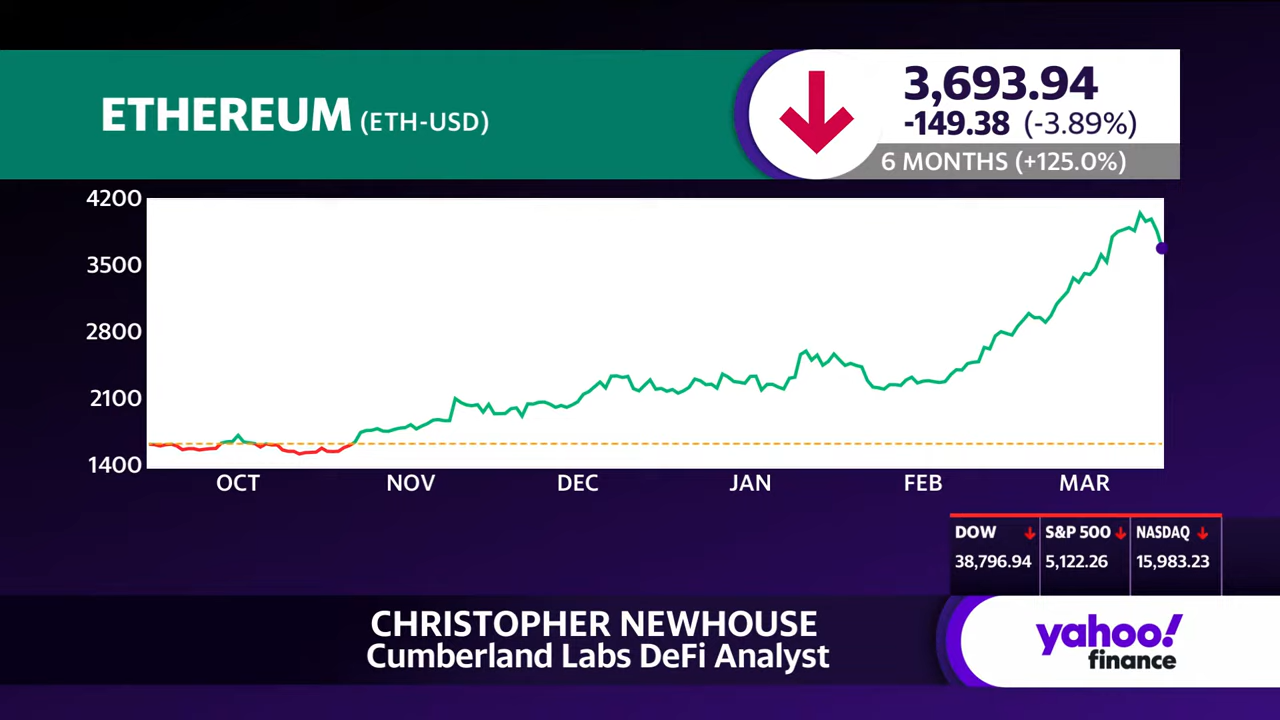 ETHEREUM (ETH-USD)
3,693.94
-149.38 (-3.89%)
6 MONTHS (+125.0%)
4200
3500
2800
2100
1400
OCT NOV DEC JAN FEB MAR
DOW S&P 500 NASDAQ
38,796.94 5,122.26 15,983.23
CHRISTOPHER NEWHOUSE
Cumberland Labs DeFi Analyst
yahoo!
finance